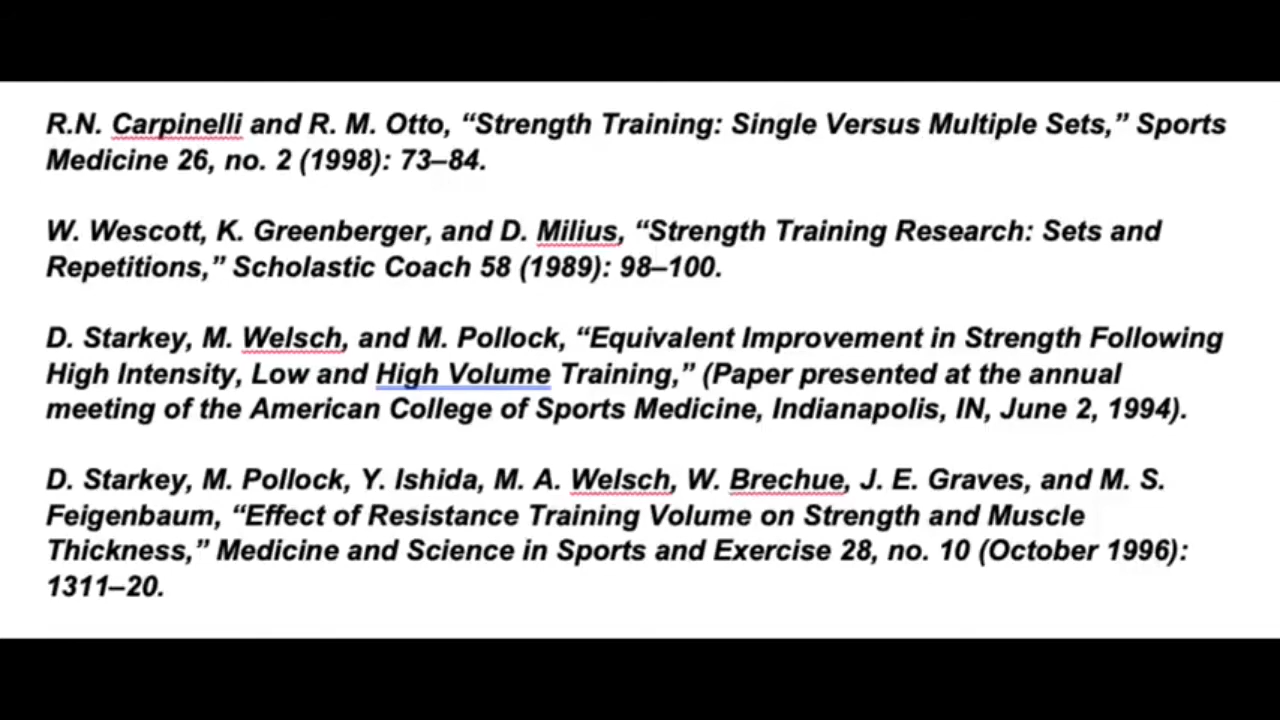 R.N. Carpinelli and R. M. Otto, “Strength Training: Single Versus Multiple Sets,” Sports
Medicine 26, no. 2 (1998): 73–84.
W. Wescott, K. Greenberger, and D. Milius, “Strength Training Research: Sets and
Repetitions,” Scholastic Coach 58 (1989): 98–100.
D. Starkey, M. Welsch, and M. Pollock, “Equivalent Improvement in Strength Following
High Intensity, Low and High Volume Training,” (Paper presented at the annual
meeting of the American College of Sports Medicine, Indianapolis, IN, June 2, 1994).
D. Starkey, M. Pollock, Y. Ishida, M. A. Welsch, W. Brechue, J. E. Graves, and M. S.
Feigenbaum, “Effect of Resistance Training Volume on Strength and Muscle
Thickness,” Medicine and Science in Sports and Exercise 28, no. 10 (October 1996):
1311–20.